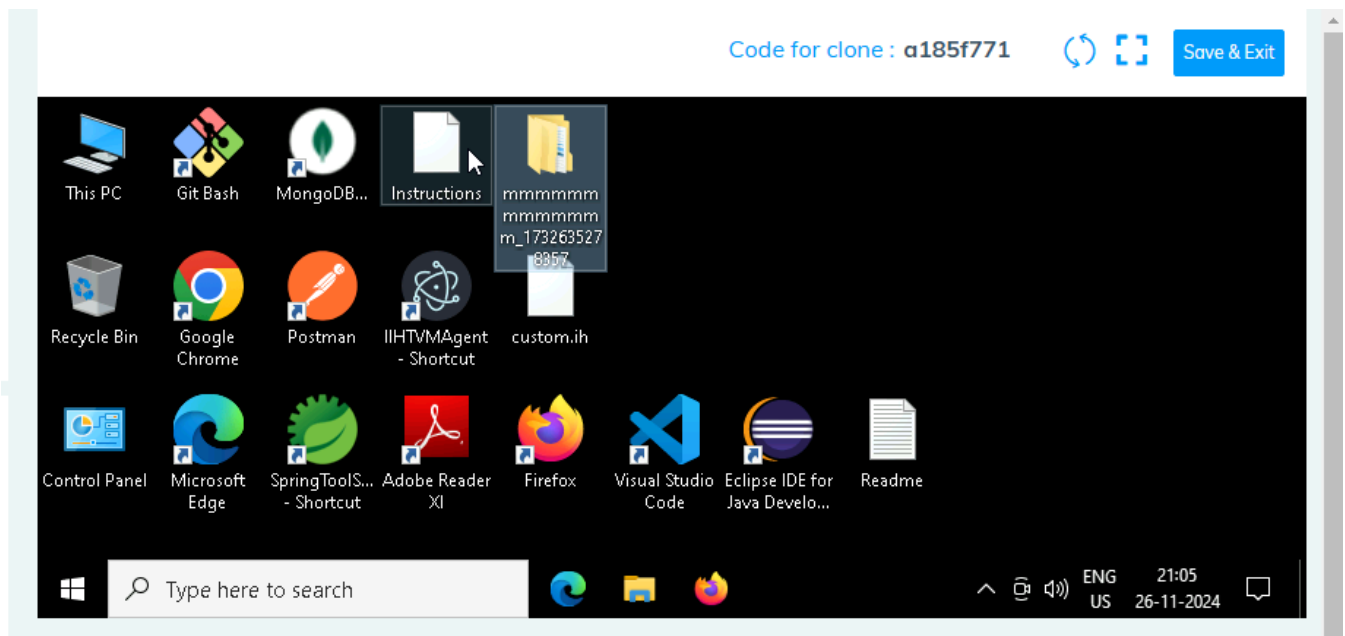 Code for clone : a185f771
Save & Exit
This PC
Git Bash
MongoDB...
Instructions
mmmmmm
mmmmmm
m_173263527
8357
Recycle Bin
Google
Chrome
Postman
IIHTVMAgent
- Shortcut
custom.ih
Control Panel
Microsoft
Edge
SpringToolS...
- Shortcut
Adobe Reader
XI
Firefox
Visual Studio
Code
Eclipse IDE for
Java Develo...
Readme
Type here to search
ENG
US
21:05
26-11-2024